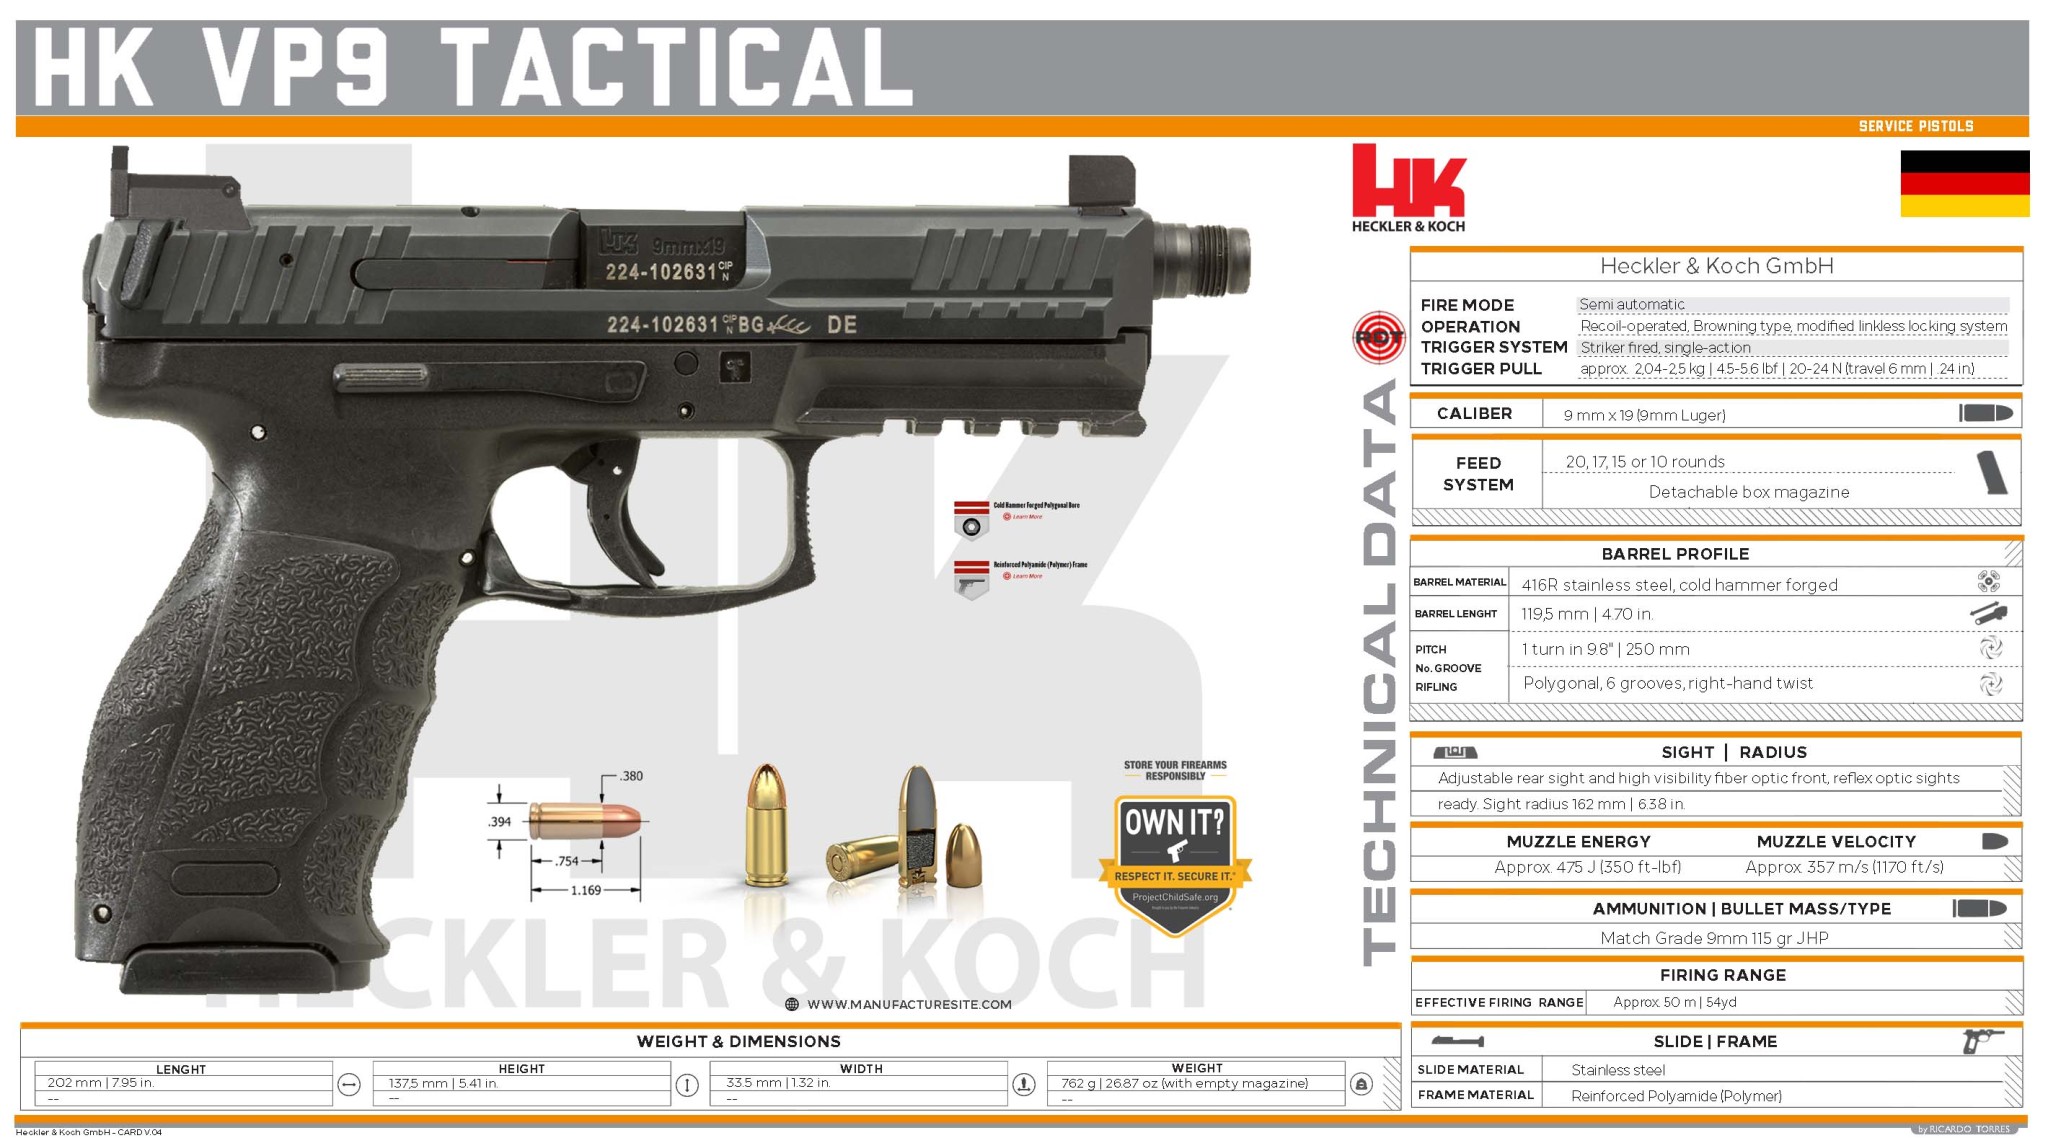 HK VP9 TACTICAL
SERVICE PISTOLS
HECKLER & KOCH
HK 9mmx19
224-102631 CIP N
224-102631 CIP N BG DE
Cold Hammer Forged Polygonal Bore
Learn More
Reinforced Polyamide (Polymer) Frame
Learn More
.380
.394
.754
1.169
STORE YOUR FIREARMS
RESPONSIBLY
OWN IT?
RESPECT IT. SECURE IT.
ProjectChildSafe.org
HECKLER & KOCH
WWW.MANUFACTURESITE.COM
TECHNICAL DATA
RDT
Heckler & Koch GmbH
FIRE MODE Semi automatic
OPERATION Recoil-operated, Browning type, modified linkless locking system
TRIGGER SYSTEM Striker fired, single-action
TRIGGER PULL approx. 2,04-2,5 kg | 4.5-5.6 lbf | 20-24 N (travel 6 mm | .24 in)
CALIBER 9 mm x 19 (9mm Luger)
FEED SYSTEM
20, 17, 15 or 10 rounds
Detachable box magazine
BARREL PROFILE
BARREL MATERIAL 416R stainless steel, cold hammer forged
BARREL LENGHT 119,5 mm | 4.70 in.
PITCH 1 turn in 9.8" | 250 mm
No. GROOVE
RIFLING Polygonal, 6 grooves, right-hand twist
SIGHT | RADIUS
Adjustable rear sight and high visibility fiber optic front, reflex optic sights
ready. Sight radius 162 mm | 6.38 in.
MUZZLE ENERGY MUZZLE VELOCITY
Approx. 475 J (350 ft-lbf) Approx. 357 m/s (1170 ft/s)
AMMUNITION | BULLET MASS/TYPE
Match Grade 9mm 115 gr JHP
FIRING RANGE
EFFECTIVE FIRING RANGE Approx. 50 m | 54yd
SLIDE | FRAME
SLIDE MATERIAL Stainless steel
FRAME MATERIAL Reinforced Polyamide (Polymer)
WEIGHT & DIMENSIONS
LENGHT HEIGHT WIDTH WEIGHT
202 mm | 7.95 in. 137,5 mm | 5.41 in. 33.5 mm | 1.32 in. 762 g | 26.87 oz (with empty magazine)
-- -- -- --
Heckler & Koch GmbH - CARD V.04
by RICARDO TORRES